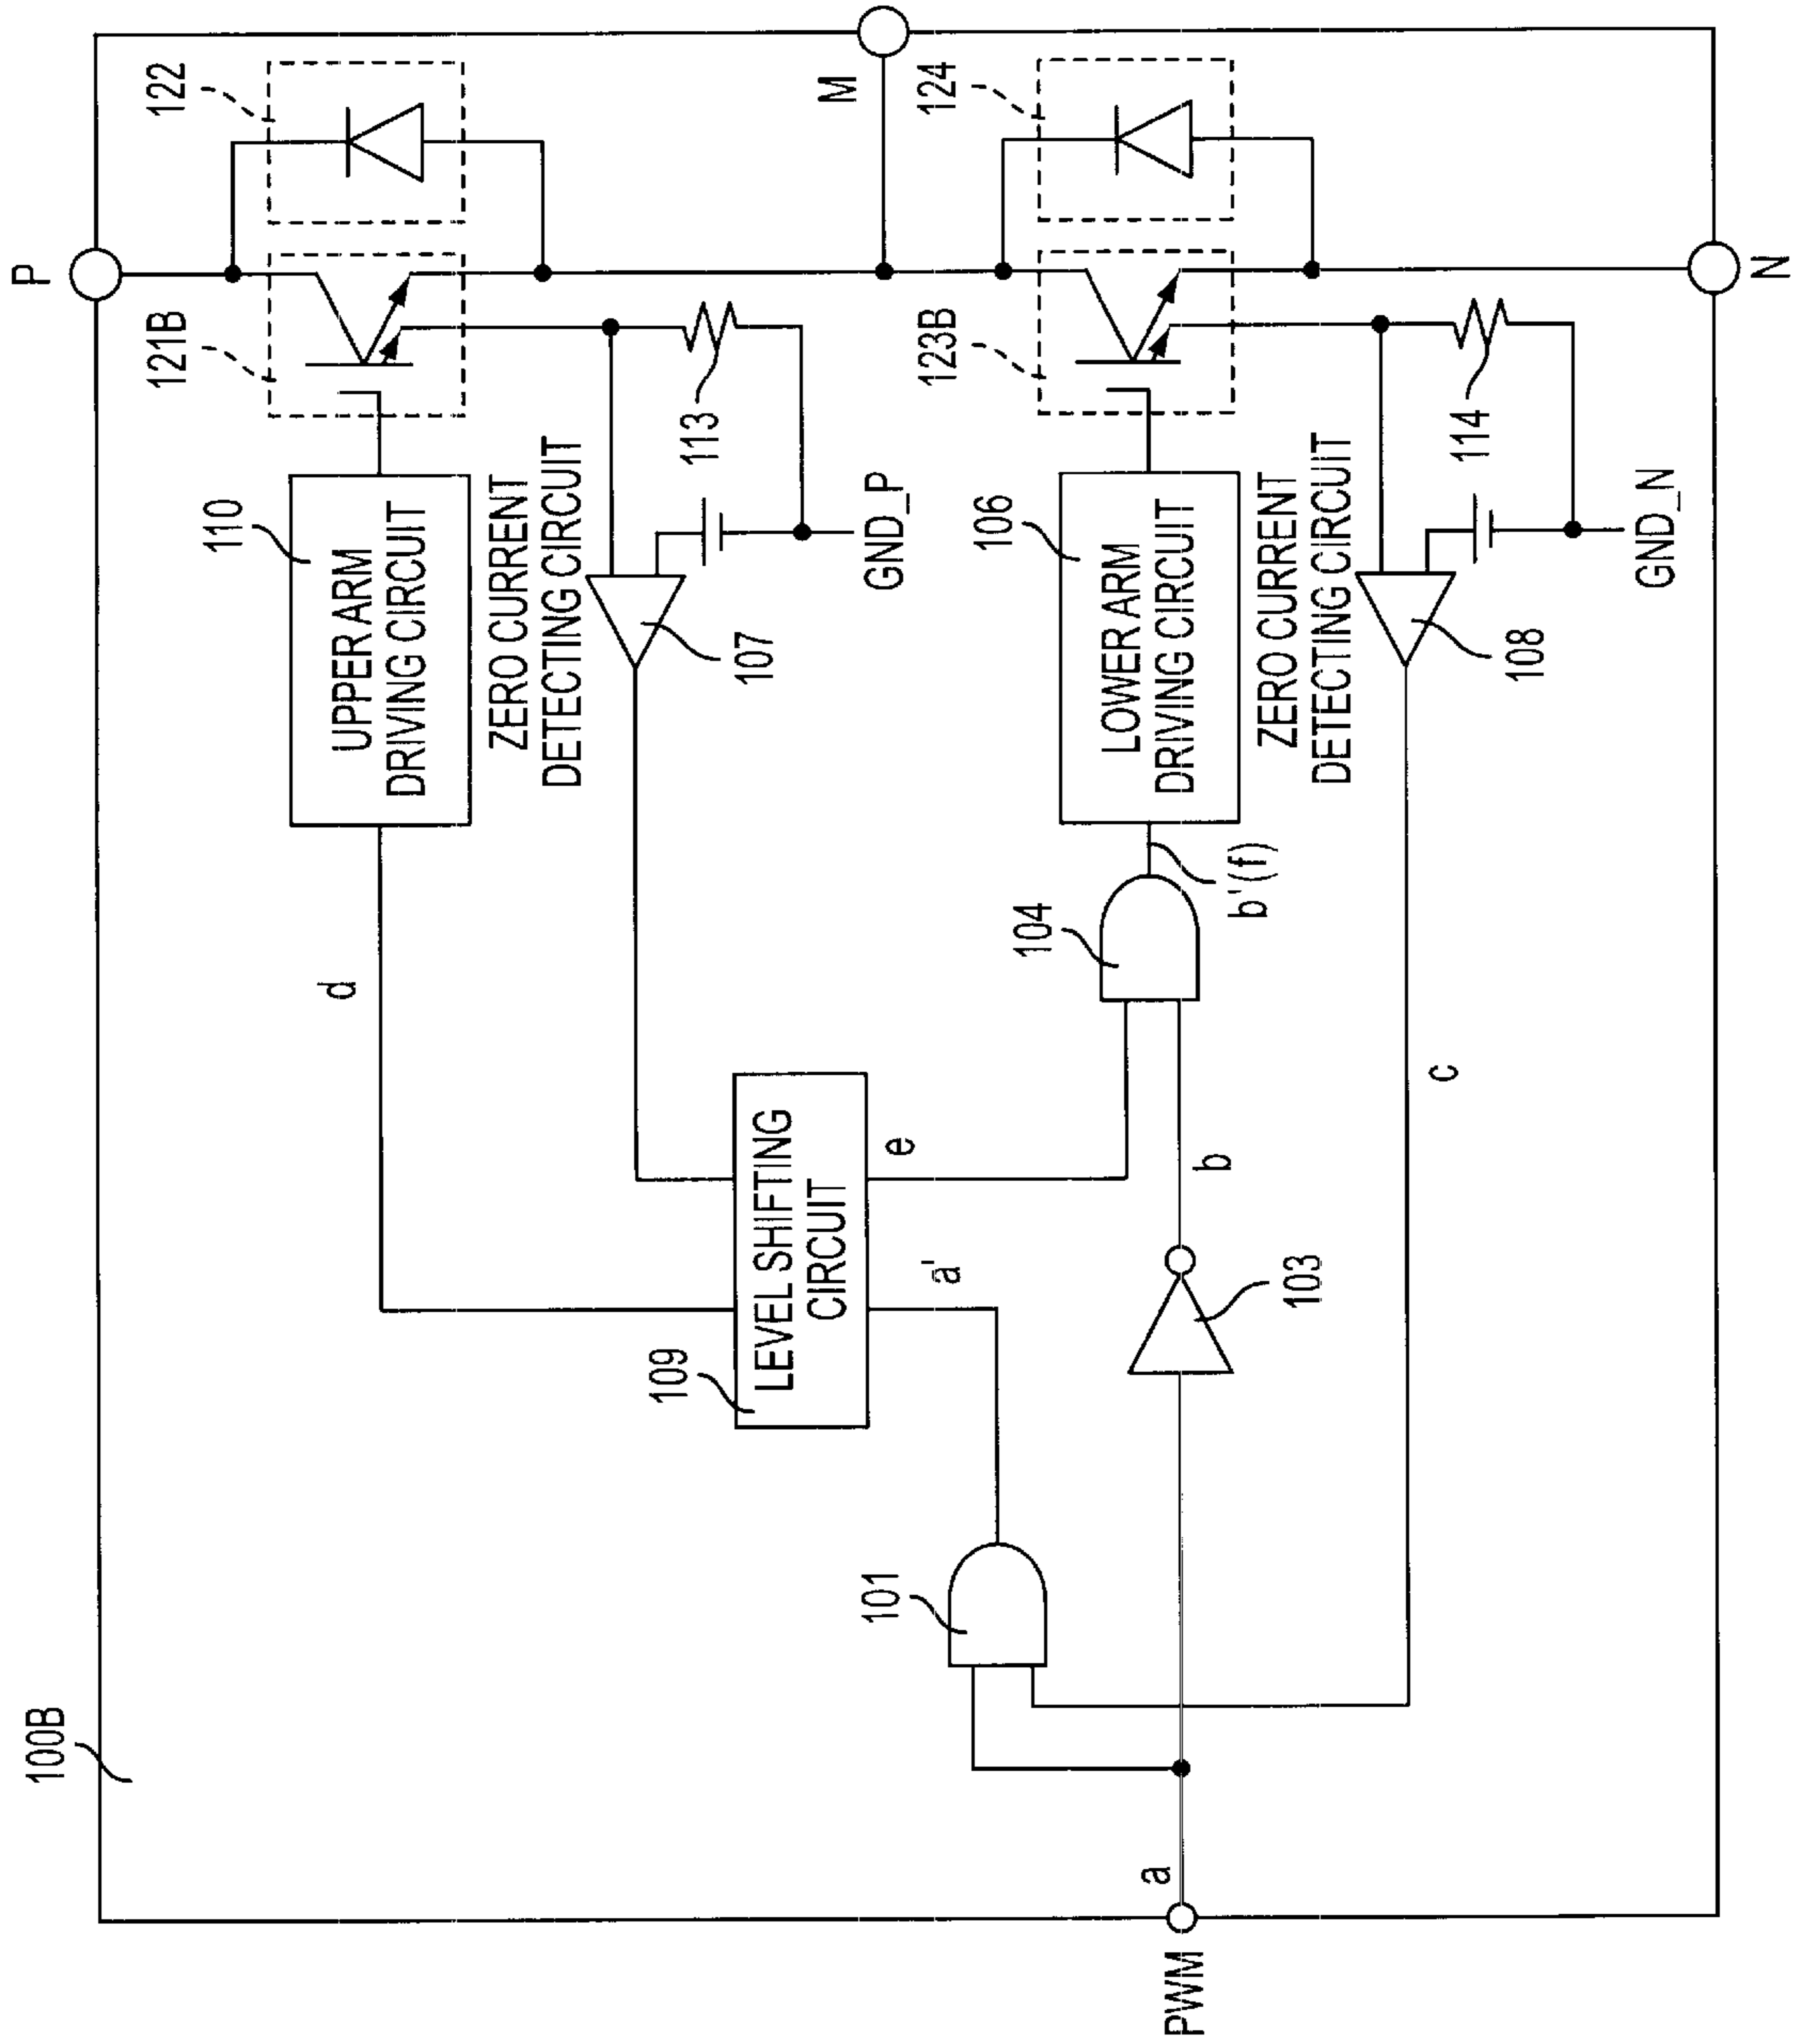 100B
P
121B
122
110
UPPER ARM
DRIVING CIRCUIT
d
ZERO CURRENT
DETECTING CIRCUIT
107
113
GND_P
M
109
LEVEL SHIFTING
CIRCUIT
e
a'
101
104
106
LOWER ARM
DRIVING CIRCUIT
b'(f)
123B
124
b
103
ZERO CURRENT
DETECTING CIRCUIT
108
114
GND_N
c
a
PWM
N